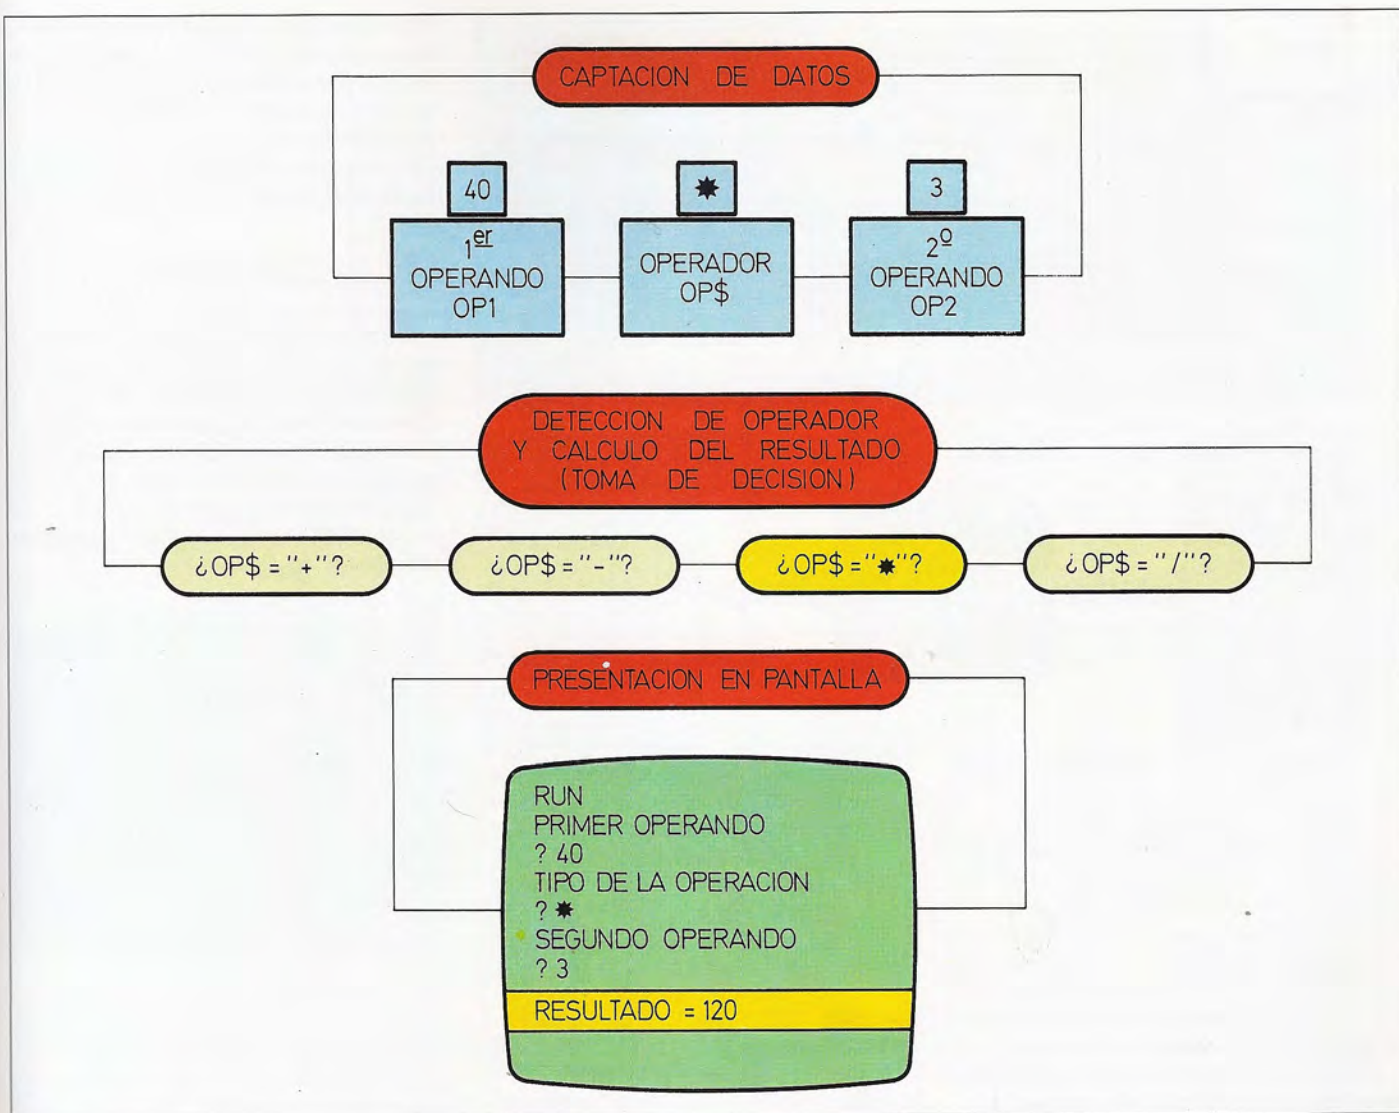 CAPTACION DE DATOS
40
✷
3
1er
OPERANDO
OP1
OPERADOR
OP$
2º
OPERANDO
OP2
DETECCION DE OPERADOR
Y CALCULO DEL RESULTADO
(TOMA DE DECISION)
¿OP$="+"?
¿OP$="-"?
¿OP$="✷"?
¿OP$="/"?
PRESENTACION EN PANTALLA
RUN
PRIMER OPERANDO
? 40
TIPO DE LA OPERACION
? ✷
SEGUNDO OPERANDO
? 3
RESULTADO = 120